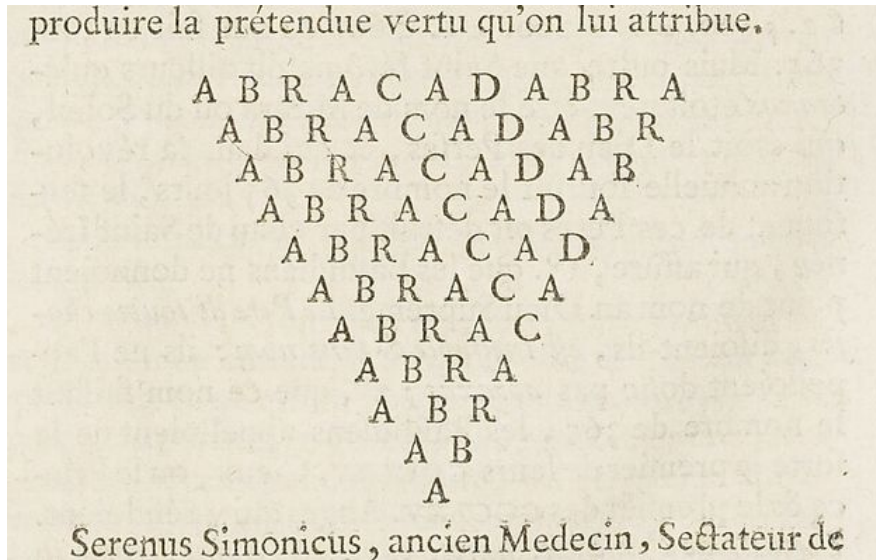 produire la prétendue vertu qu'on lui attribue.
A B R A C A D A B R A
A B R A C A D A B R
A B R A C A D A B
A B R A C A D A
A B R A C A D
A B R A C A
A B R A C
A B R A
A B R
A B
A
Serenus Simonicus, ancien Medecin, Sectateur de